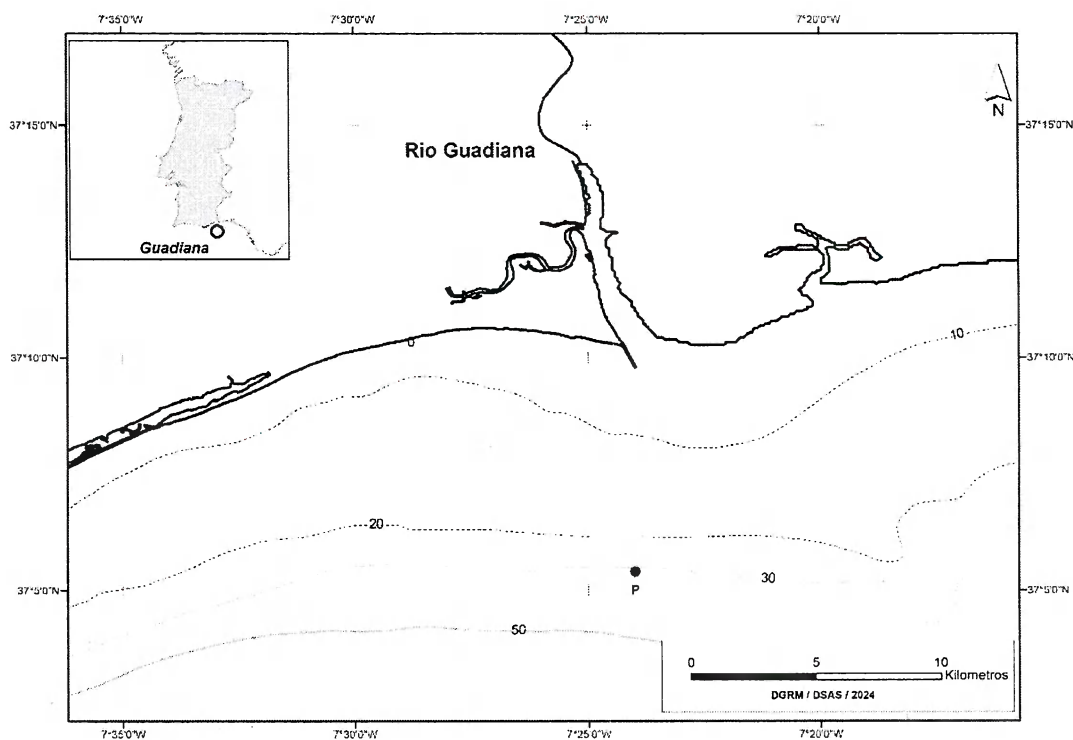 7°35'0"W 7°30'0"W 7°25'0"W 7°20'0"W
37°15'0"N 37°15'0"N
N
Rio Guadiana
Guadiana
0
10
37°10'0"N 37°10'0"N
20
P
30
37°5'0"N 37°5'0"N
50
0 5 10
Kilometros
DGRM / DSAS / 2024
7°35'0"W 7°30'0"W 7°25'0"W 7°20'0"W